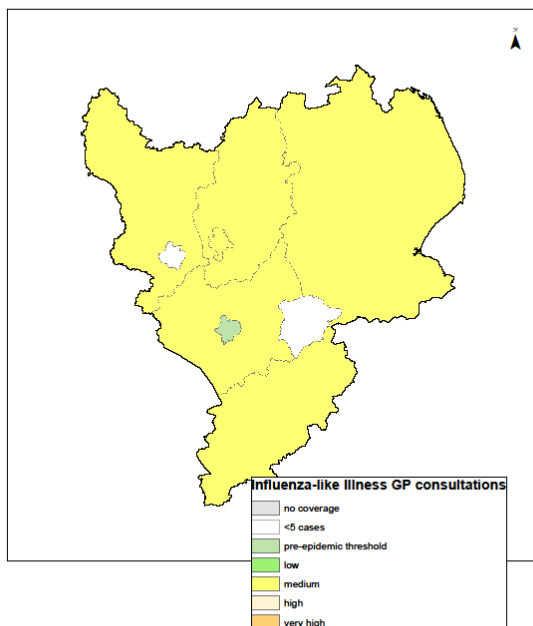 Influenza-like Illness GP consultations
no coverage
<5 cases
pre-epidemic threshold
low
medium
high
very high